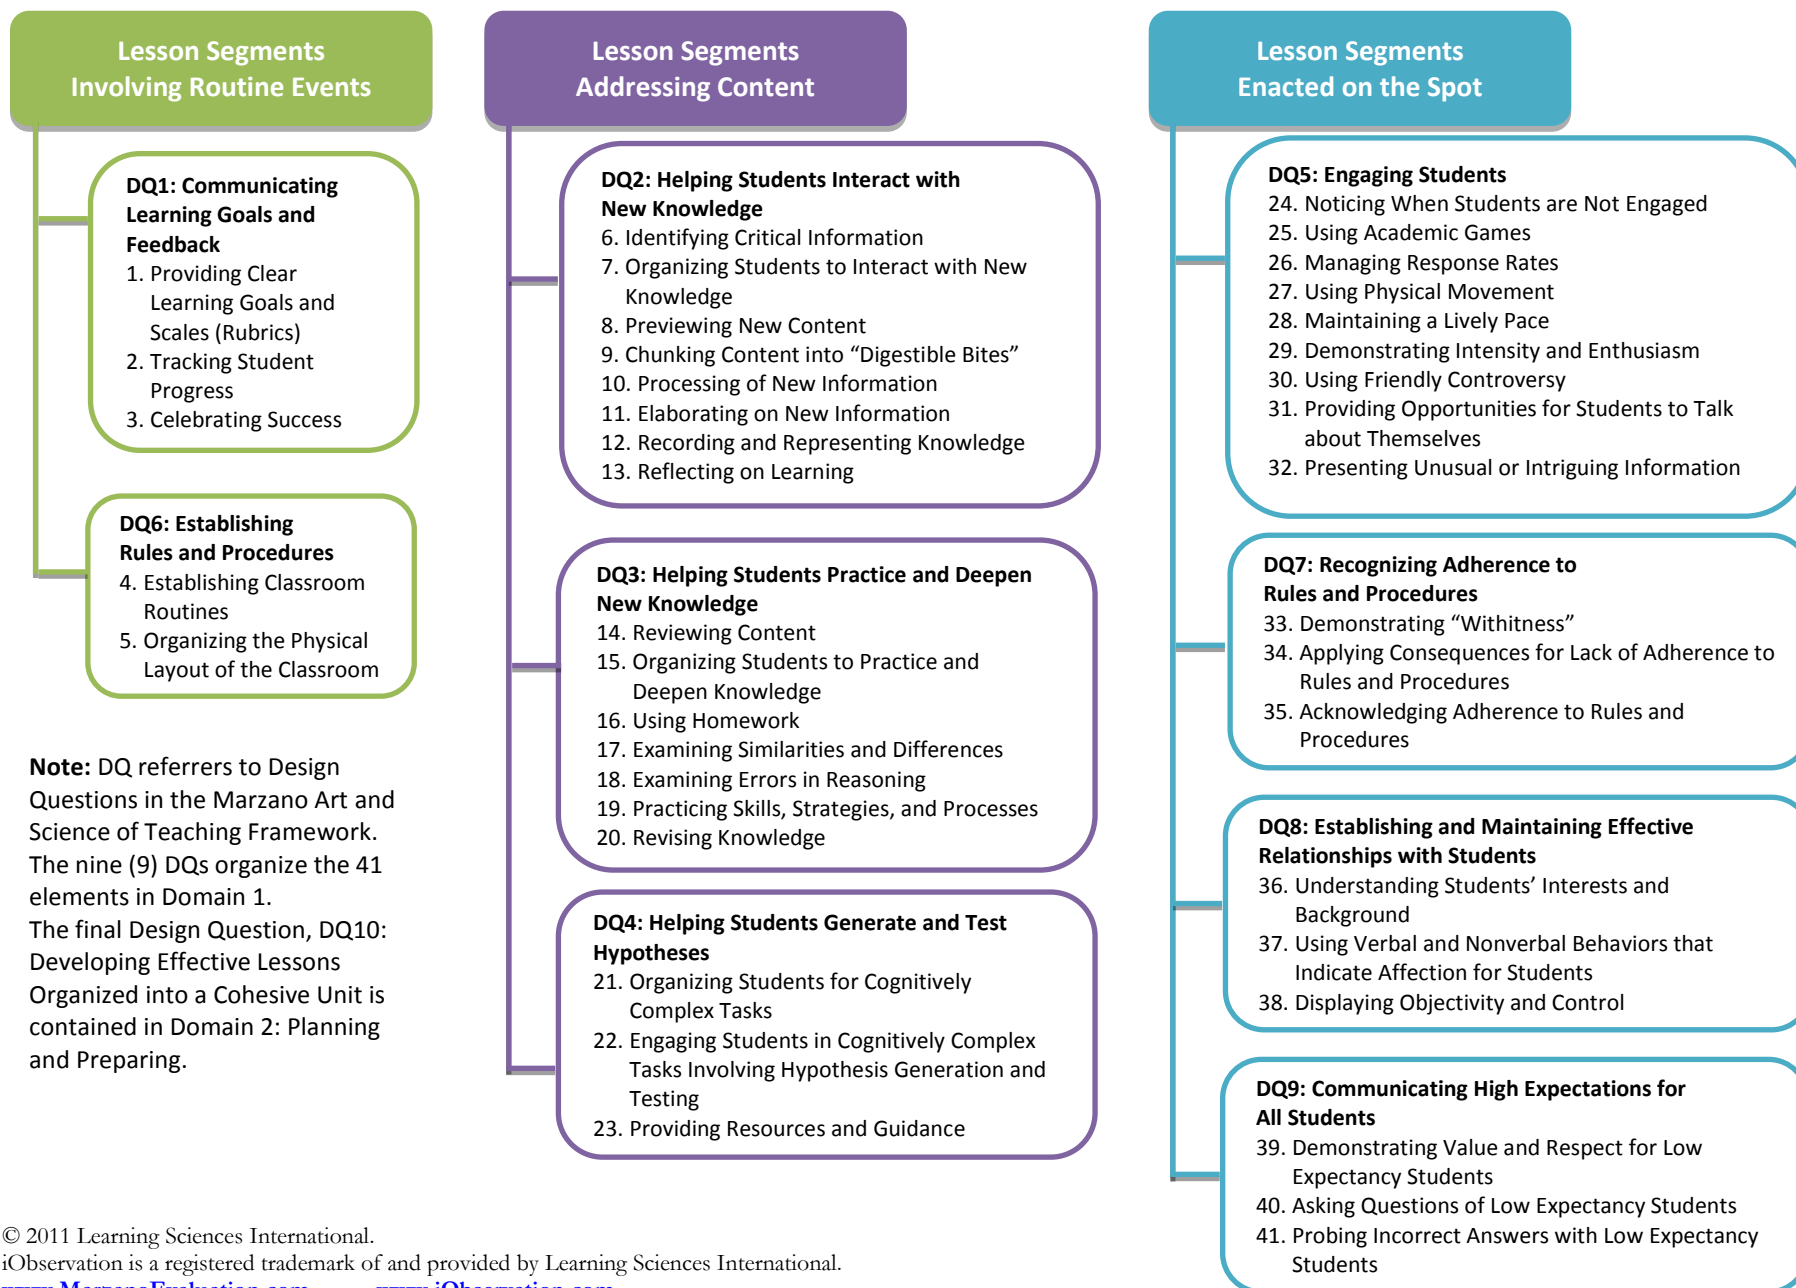 Lesson Segments
Involving Routine Events
DQ1: Communicating
Learning Goals and
Feedback
1. Providing Clear
Learning Goals and
Scales (Rubrics)
2. Tracking Student
Progress
3. Celebrating Success
DQ6: Establishing
Rules and Procedures
4. Establishing Classroom
Routines
5. Organizing the Physical
Layout of the Classroom
Note: DQ referrers to Design
Questions in the Marzano Art and
Science of Teaching Framework.
The nine (9) DQs organize the 41
elements in Domain 1.
The final Design Question, DQ10:
Developing Effective Lessons
Organized into a Cohesive Unit is
contained in Domain 2: Planning
and Preparing.
Lesson Segments
Addressing Content
DQ2: Helping Students Interact with
New Knowledge
6. Identifying Critical Information
7. Organizing Students to Interact with New
Knowledge
8. Previewing New Content
9. Chunking Content into “Digestible Bites”
10. Processing of New Information
11. Elaborating on New Information
12. Recording and Representing Knowledge
13. Reflecting on Learning
DQ3: Helping Students Practice and Deepen
New Knowledge
14. Reviewing Content
15. Organizing Students to Practice and
Deepen Knowledge
16. Using Homework
17. Examining Similarities and Differences
18. Examining Errors in Reasoning
19. Practicing Skills, Strategies, and Processes
20. Revising Knowledge
DQ4: Helping Students Generate and Test
Hypotheses
21. Organizing Students for Cognitively
Complex Tasks
22. Engaging Students in Cognitively Complex
Tasks Involving Hypothesis Generation and
Testing
23. Providing Resources and Guidance
Lesson Segments
Enacted on the Spot
DQ5: Engaging Students
24. Noticing When Students are Not Engaged
25. Using Academic Games
26. Managing Response Rates
27. Using Physical Movement
28. Maintaining a Lively Pace
29. Demonstrating Intensity and Enthusiasm
30. Using Friendly Controversy
31. Providing Opportunities for Students to Talk
about Themselves
32. Presenting Unusual or Intriguing Information
DQ7: Recognizing Adherence to
Rules and Procedures
33. Demonstrating “Withitness”
34. Applying Consequences for Lack of Adherence to
Rules and Procedures
35. Acknowledging Adherence to Rules and
Procedures
DQ8: Establishing and Maintaining Effective
Relationships with Students
36. Understanding Students’ Interests and
Background
37. Using Verbal and Nonverbal Behaviors that
Indicate Affection for Students
38. Displaying Objectivity and Control
DQ9: Communicating High Expectations for
All Students
39. Demonstrating Value and Respect for Low
Expectancy Students
40. Asking Questions of Low Expectancy Students
41. Probing Incorrect Answers with Low Expectancy
Students
© 2011 Learning Sciences International.
iObservation is a registered trademark of and provided by Learning Sciences International.
www.MarzanoEvaluation.com www.iObservation.com